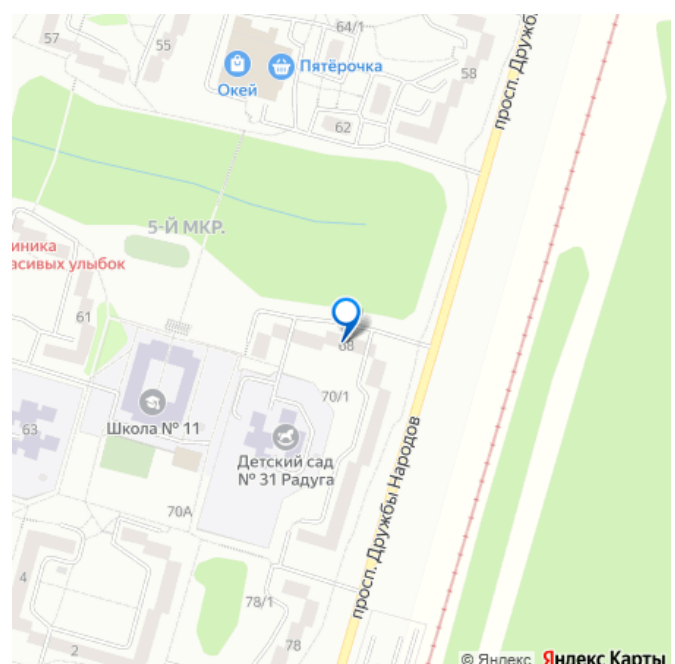 64/1
57
55
просп. Дружб
Пятёрочка
Окей
58
62
5-Й МКР.
иника
асивых улыбок
61
68
70/1
Школа № 11
63
Детский сад
№ 31 Радуга
просп. Дружбы Народов
70А
4
78/1
78
2
© Яндекс Яндекс Карты